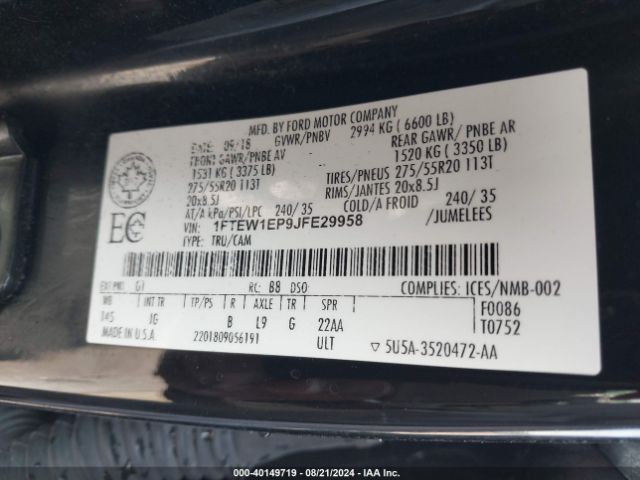 MFD. BY FORD MOTOR COMPANY
DATE: 09/18 GVWR/PNBV 2994 KG ( 6600 LB)
FRONT GAWR/PNBE AV REAR GAWR/ PNBE AR
1531 KG ( 3375 LB) 1520 KG ( 3350 LB)
275/55R20 113T TIRES/PNEUS 275/55R20 113T
20x8.5J RIMS/JANTES 20x8.5J
AT/A kPa/PSI/LPC 240/ 35 COLD/A FROID 240/ 35
VIN: 1FTEW1EP9JFE29958 /JUMELEES
TYPE: TRU/CAM
EC
EXT PNT: G1 RC: 88 DSO: COMPLIES: ICES/NMB-002
WB INT TR TP/PS R AXLE TR SPR F0086
145 JG B L9 G 22AA T0752
MADE IN U.S.A. 2201809056191 ULT ▽ 5U5A-3520472-AA
000-40149719 - 08/21/2024 - IAA Inc.